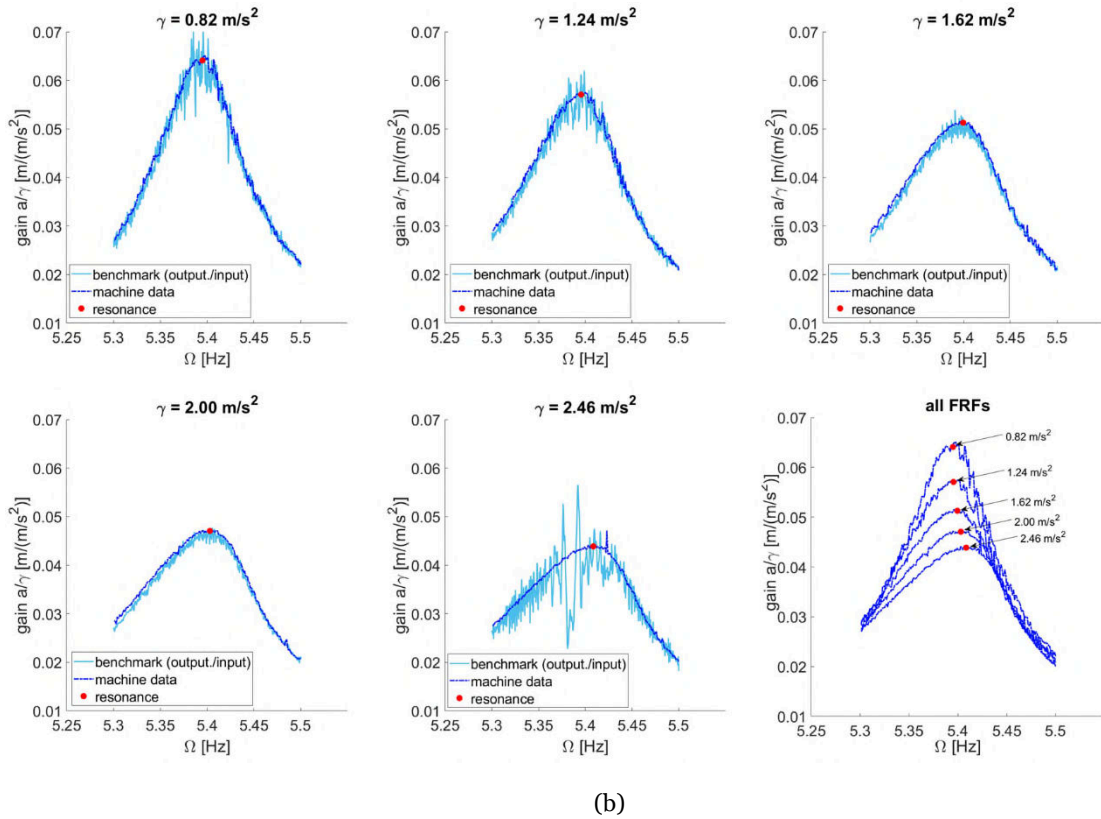 γ = 0.82 m/s²
gain a/γ [m/(m/s²)]
0.07
0.06
0.05
0.04
0.03
0.02
0.01
benchmark (output./input)
machine data
resonance
5.25 5.3 5.35 5.4 5.45 5.5
Ω [Hz]
γ = 1.24 m/s²
gain a/γ [m/(m/s²)]
0.07
0.06
0.05
0.04
0.03
0.02
0.01
benchmark (output./input)
machine data
resonance
5.25 5.3 5.35 5.4 5.45 5.5
Ω [Hz]
γ = 1.62 m/s²
gain a/γ [m/(m/s²)]
0.07
0.06
0.05
0.04
0.03
0.02
0.01
benchmark (output./input)
machine data
resonance
5.25 5.3 5.35 5.4 5.45 5.5
Ω [Hz]
γ = 2.00 m/s²
gain a/γ [m/(m/s²)]
0.07
0.06
0.05
0.04
0.03
0.02
0.01
benchmark (output./input)
machine data
resonance
5.25 5.3 5.35 5.4 5.45 5.5
Ω [Hz]
γ = 2.46 m/s²
gain a/γ [m/(m/s²)]
0.07
0.06
0.05
0.04
0.03
0.02
0.01
benchmark (output./input)
machine data
resonance
5.25 5.3 5.35 5.4 5.45 5.5
Ω [Hz]
all FRFs
gain a/γ [m/(m/s²)]
0.07
0.06
0.05
0.04
0.03
0.02
0.01
0.82 m/s²
1.24 m/s²
1.62 m/s²
2.00 m/s²
2.46 m/s²
5.25 5.3 5.35 5.4 5.45 5.5
Ω [Hz]
(b)